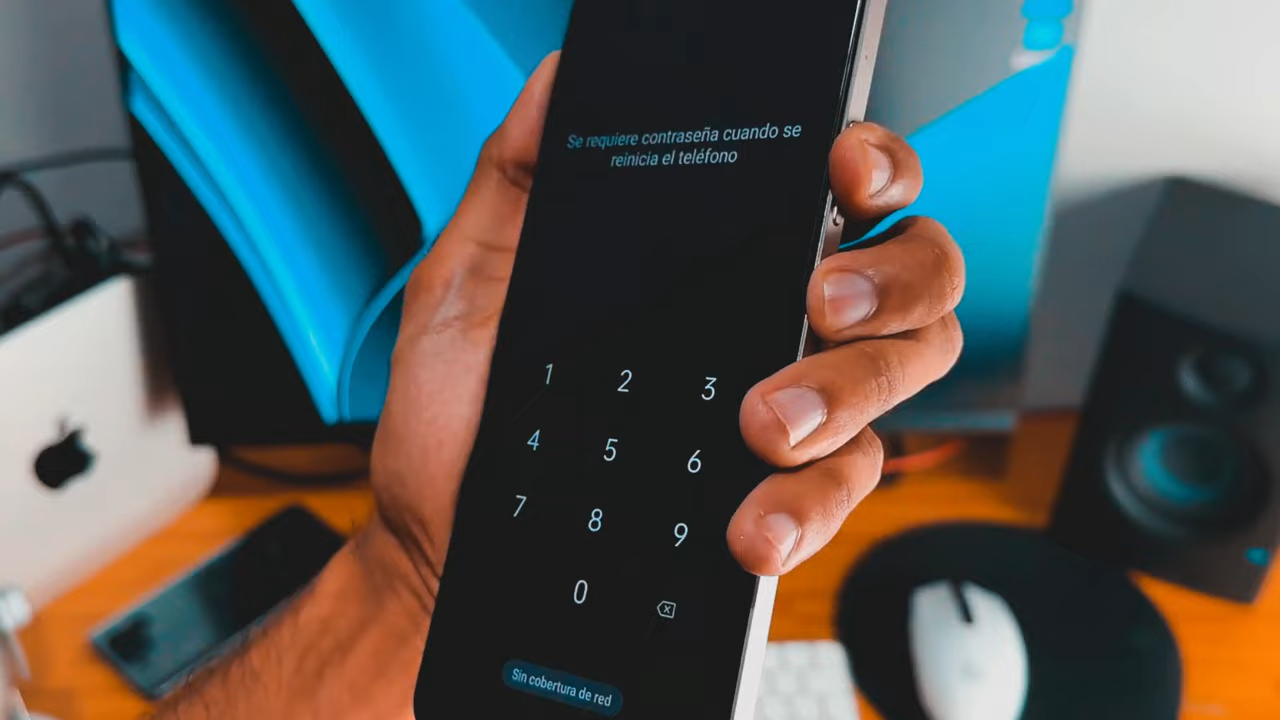 Se requiere contraseña cuando se
reinicia el teléfono
1 2 3
4 5 6
7 8 9
0
Sin cobertura de red